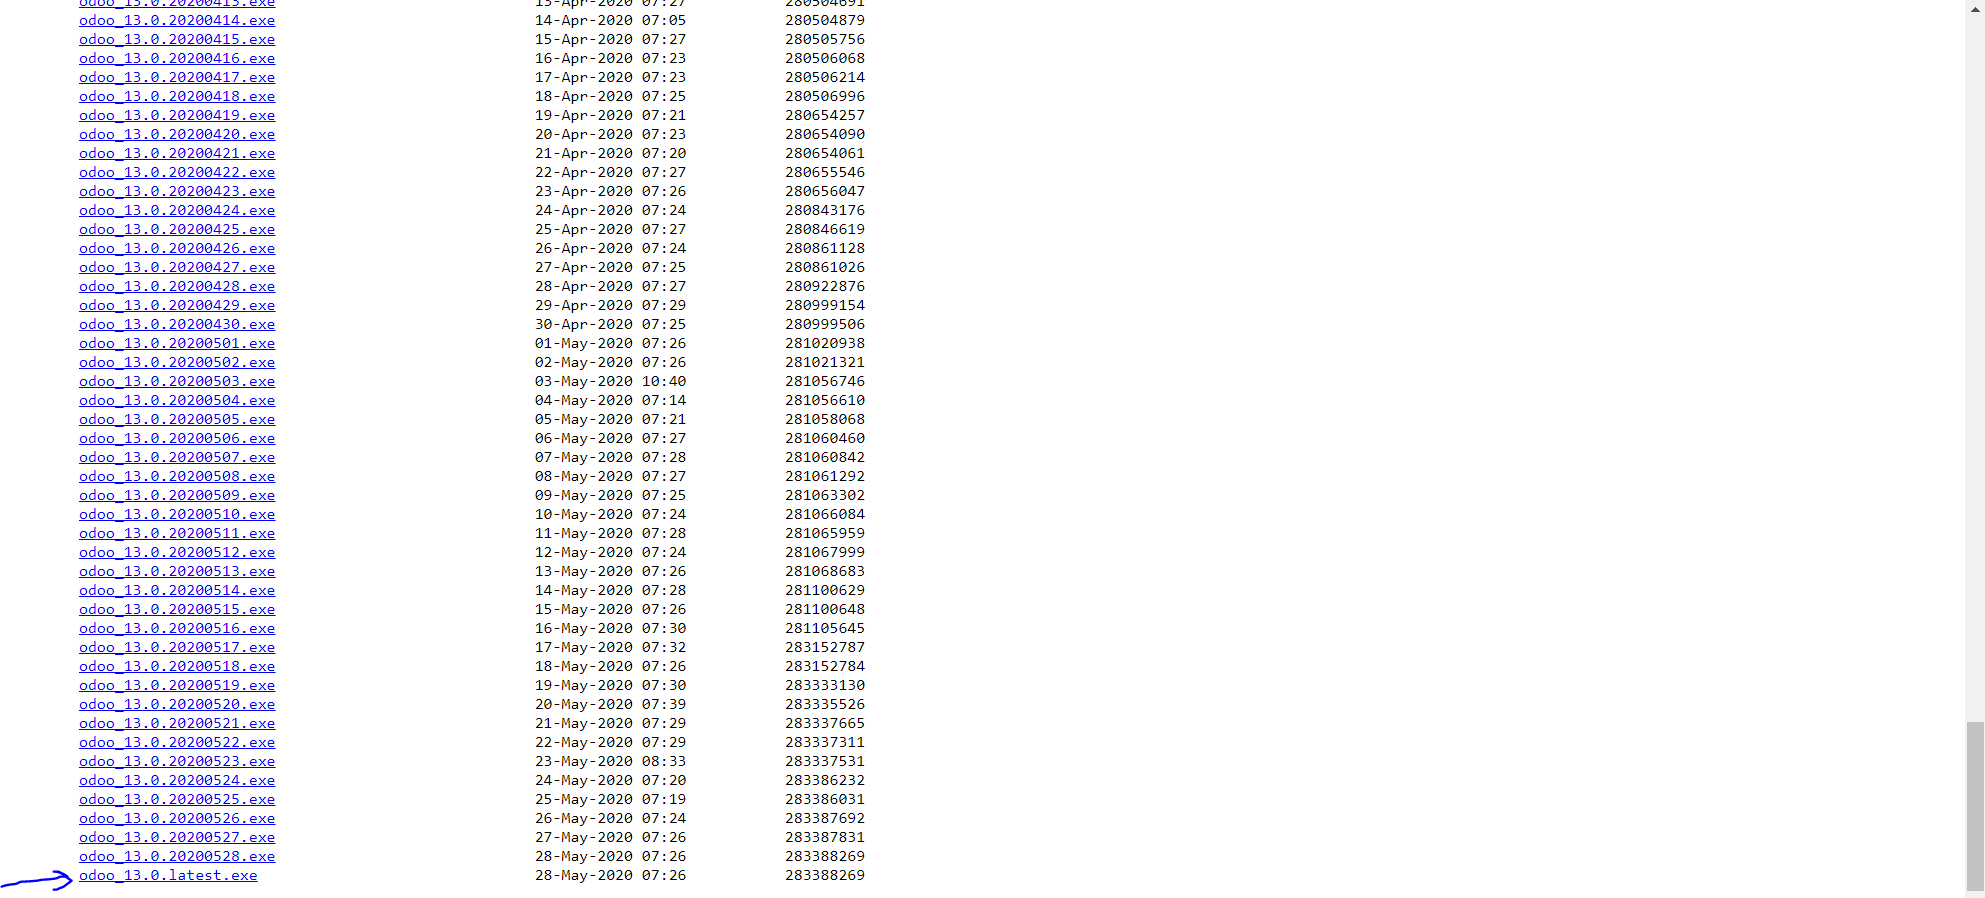 odoo_13.0.20200413.exe 13-Apr-2020 07:27 280504691
odoo_13.0.20200414.exe 14-Apr-2020 07:05 280504879
odoo_13.0.20200415.exe 15-Apr-2020 07:27 280505756
odoo_13.0.20200416.exe 16-Apr-2020 07:23 280506068
odoo_13.0.20200417.exe 17-Apr-2020 07:23 280506214
odoo_13.0.20200418.exe 18-Apr-2020 07:25 280506996
odoo_13.0.20200419.exe 19-Apr-2020 07:21 280654257
odoo_13.0.20200420.exe 20-Apr-2020 07:23 280654090
odoo_13.0.20200421.exe 21-Apr-2020 07:20 280654061
odoo_13.0.20200422.exe 22-Apr-2020 07:27 280655546
odoo_13.0.20200423.exe 23-Apr-2020 07:26 280656047
odoo_13.0.20200424.exe 24-Apr-2020 07:24 280843176
odoo_13.0.20200425.exe 25-Apr-2020 07:27 280846619
odoo_13.0.20200426.exe 26-Apr-2020 07:24 280861128
odoo_13.0.20200427.exe 27-Apr-2020 07:25 280861026
odoo_13.0.20200428.exe 28-Apr-2020 07:27 280922876
odoo_13.0.20200429.exe 29-Apr-2020 07:29 280999154
odoo_13.0.20200430.exe 30-Apr-2020 07:25 280999506
odoo_13.0.20200501.exe 01-May-2020 07:26 281020938
odoo_13.0.20200502.exe 02-May-2020 07:26 281021321
odoo_13.0.20200503.exe 03-May-2020 10:40 281056746
odoo_13.0.20200504.exe 04-May-2020 07:14 281056610
odoo_13.0.20200505.exe 05-May-2020 07:21 281058068
odoo_13.0.20200506.exe 06-May-2020 07:27 281060460
odoo_13.0.20200507.exe 07-May-2020 07:28 281060842
odoo_13.0.20200508.exe 08-May-2020 07:27 281061292
odoo_13.0.20200509.exe 09-May-2020 07:25 281063302
odoo_13.0.20200510.exe 10-May-2020 07:24 281066084
odoo_13.0.20200511.exe 11-May-2020 07:28 281065959
odoo_13.0.20200512.exe 12-May-2020 07:24 281067999
odoo_13.0.20200513.exe 13-May-2020 07:26 281068683
odoo_13.0.20200514.exe 14-May-2020 07:28 281100629
odoo_13.0.20200515.exe 15-May-2020 07:26 281100648
odoo_13.0.20200516.exe 16-May-2020 07:30 281105645
odoo_13.0.20200517.exe 17-May-2020 07:32 283152787
odoo_13.0.20200518.exe 18-May-2020 07:26 283152784
odoo_13.0.20200519.exe 19-May-2020 07:30 283333130
odoo_13.0.20200520.exe 20-May-2020 07:39 283335526
odoo_13.0.20200521.exe 21-May-2020 07:29 283337665
odoo_13.0.20200522.exe 22-May-2020 07:29 283337311
odoo_13.0.20200523.exe 23-May-2020 08:33 283337531
odoo_13.0.20200524.exe 24-May-2020 07:20 283386232
odoo_13.0.20200525.exe 25-May-2020 07:19 283386031
odoo_13.0.20200526.exe 26-May-2020 07:24 283387692
odoo_13.0.20200527.exe 27-May-2020 07:26 283387831
odoo_13.0.20200528.exe 28-May-2020 07:26 283388269
odoo_13.0.latest.exe 28-May-2020 07:26 283388269